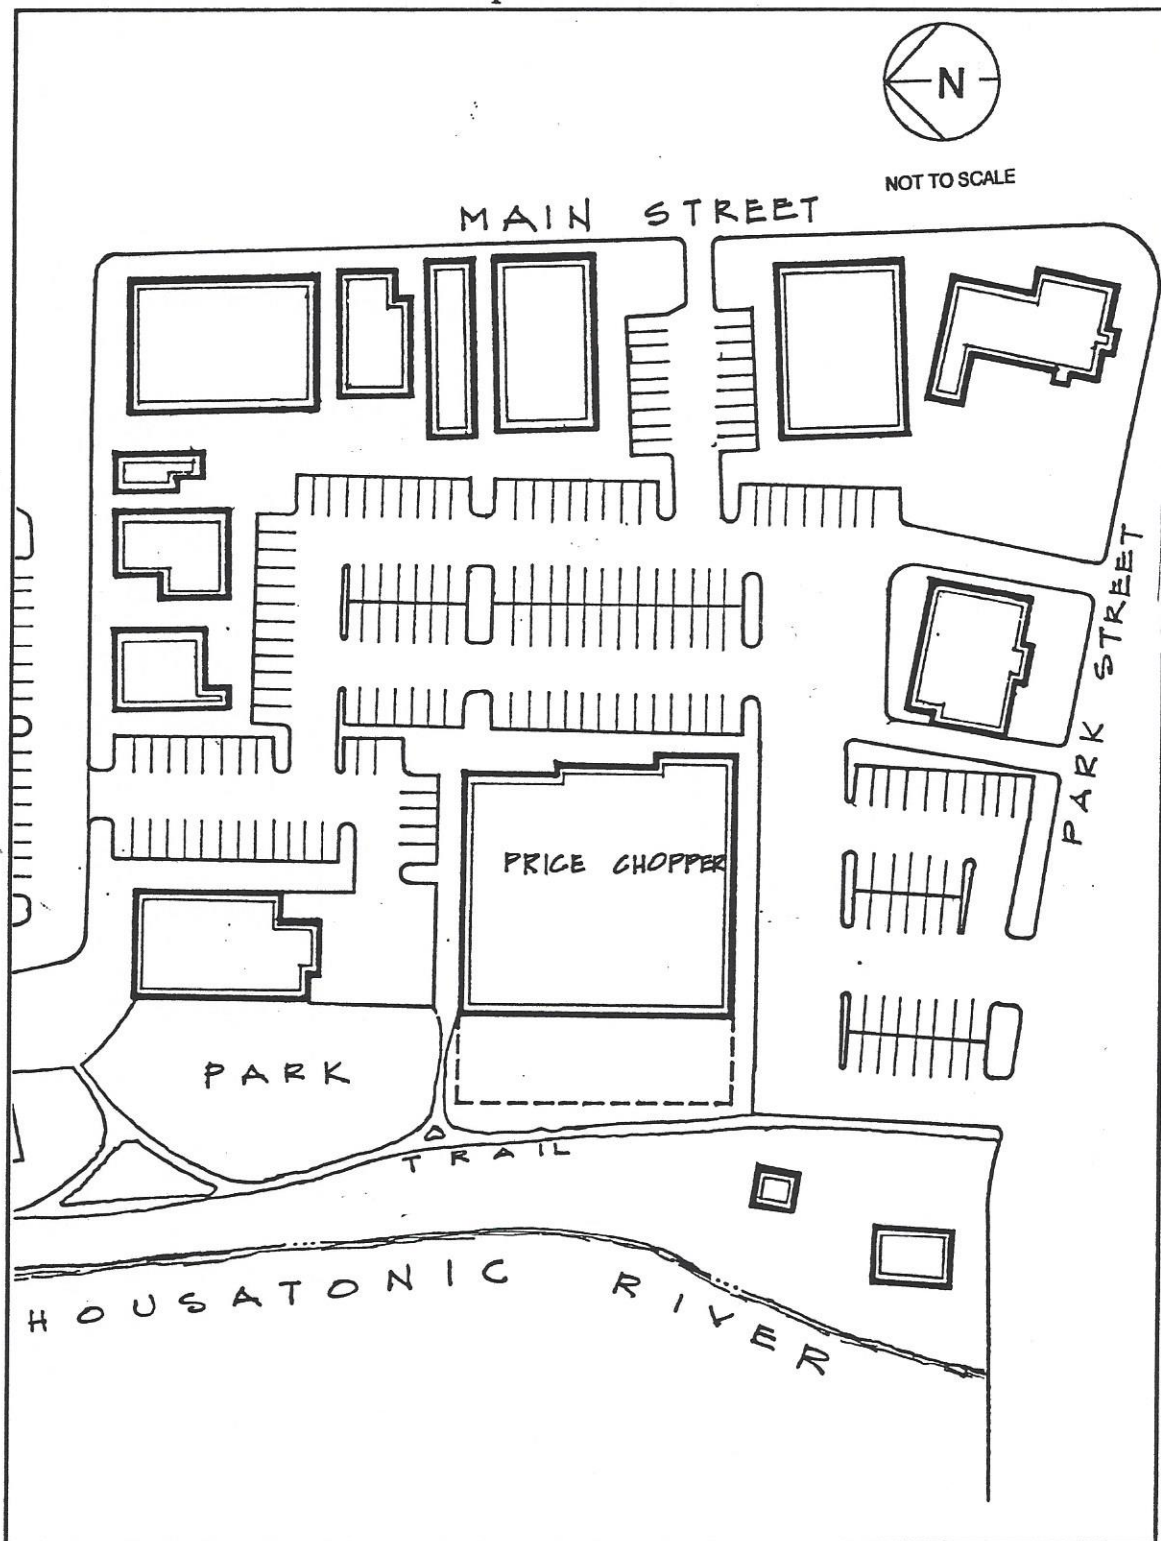 N
NOT TO SCALE
MAIN STREET
PARK STREET
PRICE CHOPPER
PARK
TRAIL
HOUSATONIC RIVER